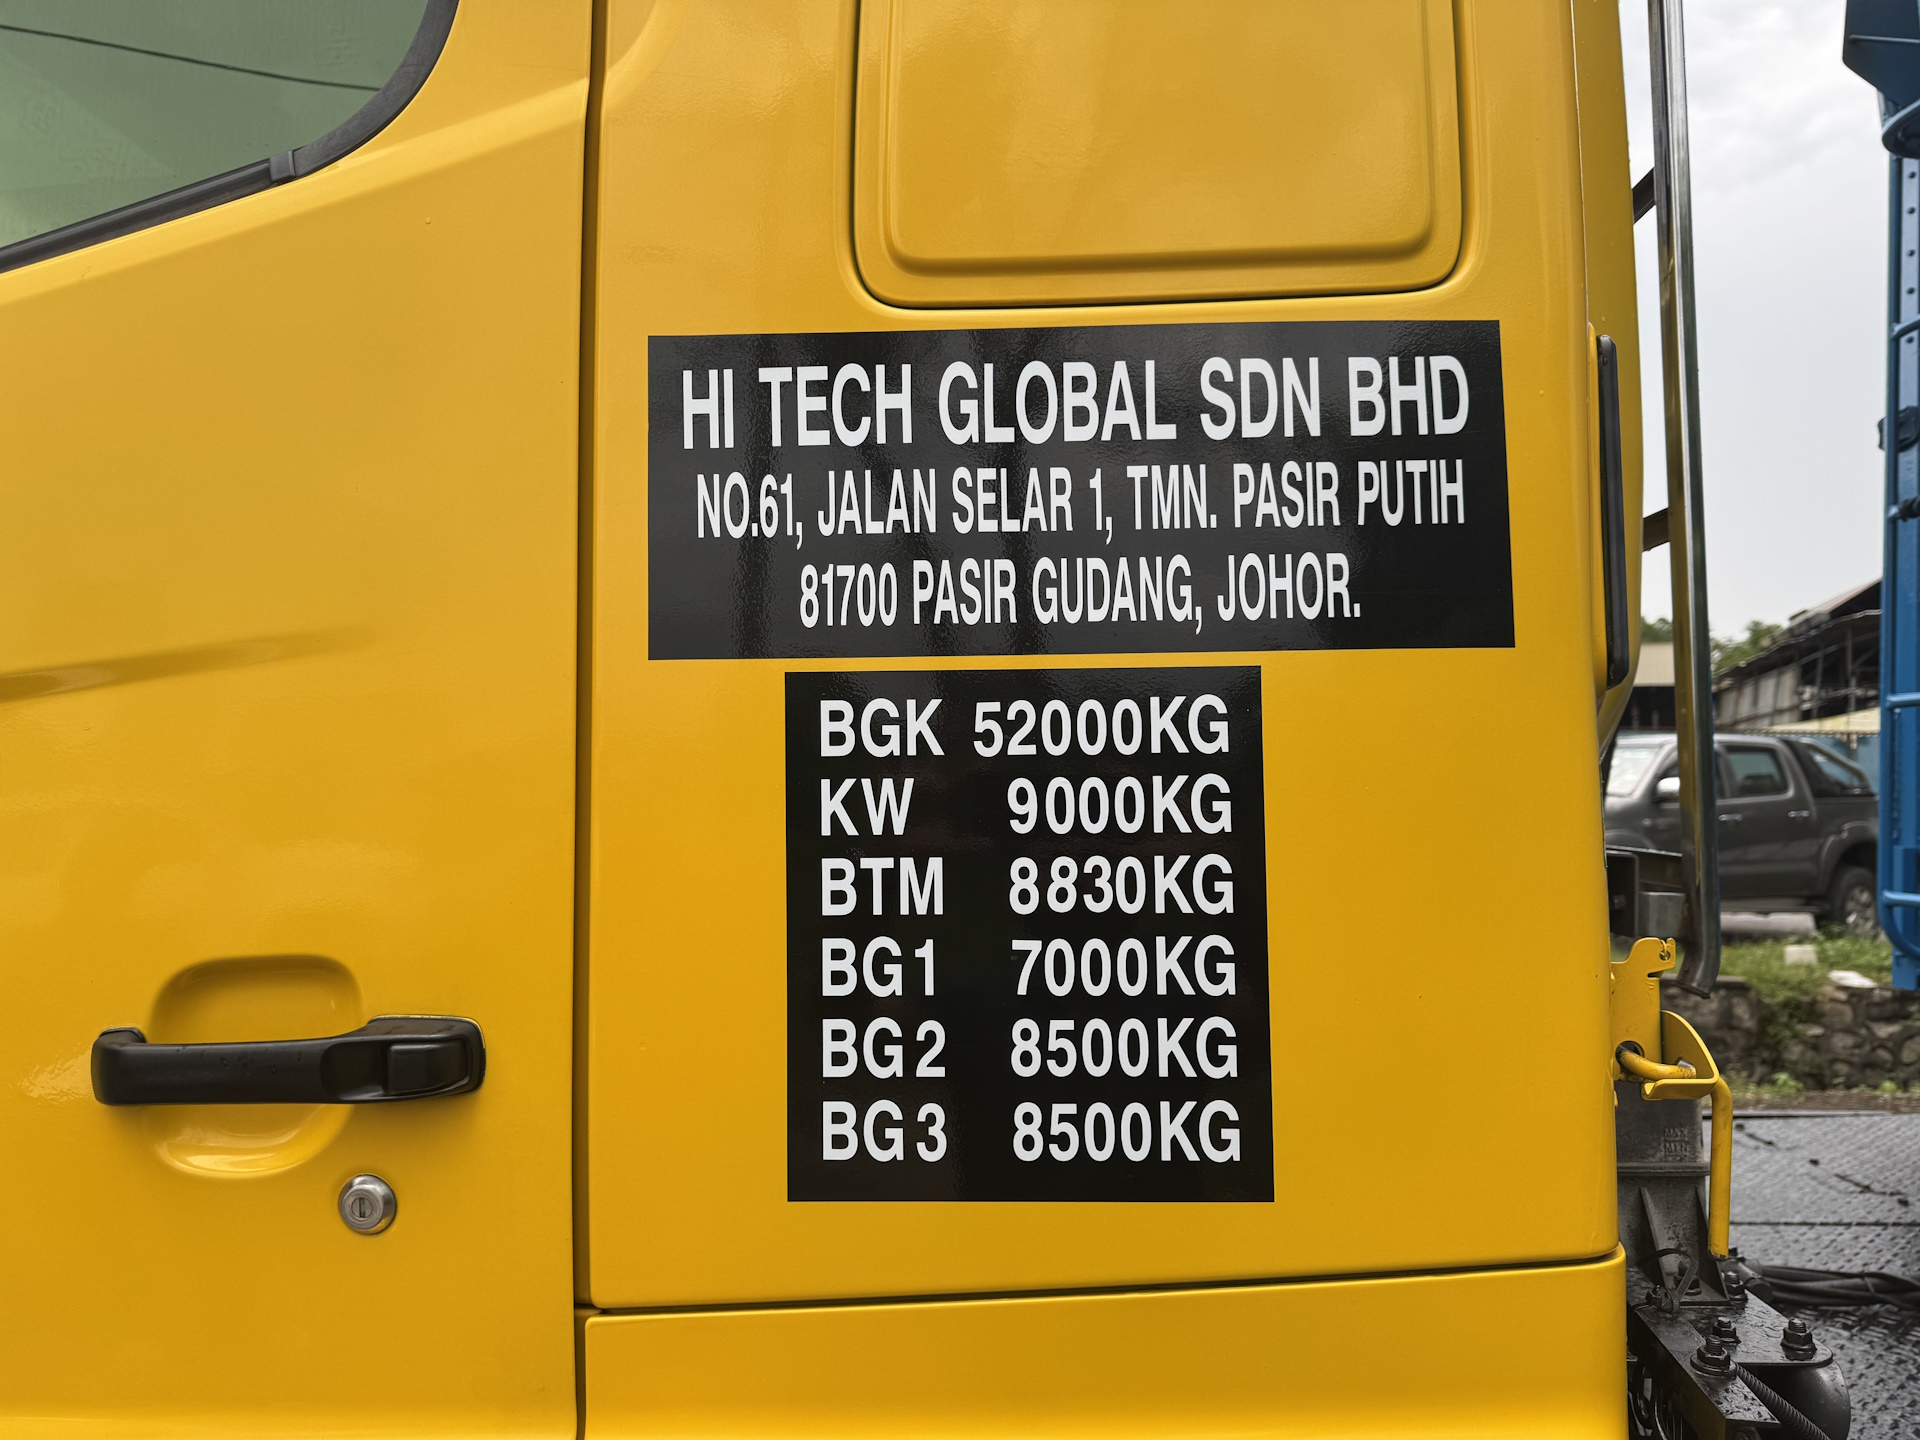 HI TECH GLOBAL SDN BHD
NO.61, JALAN SELAR 1, TMN. PASIR PUTIH
81700 PASIR GUDANG, JOHOR.
BGK 52000KG
KW 9000KG
BTM 8830KG
BG1 7000KG
BG2 8500KG
BG3 8500KG